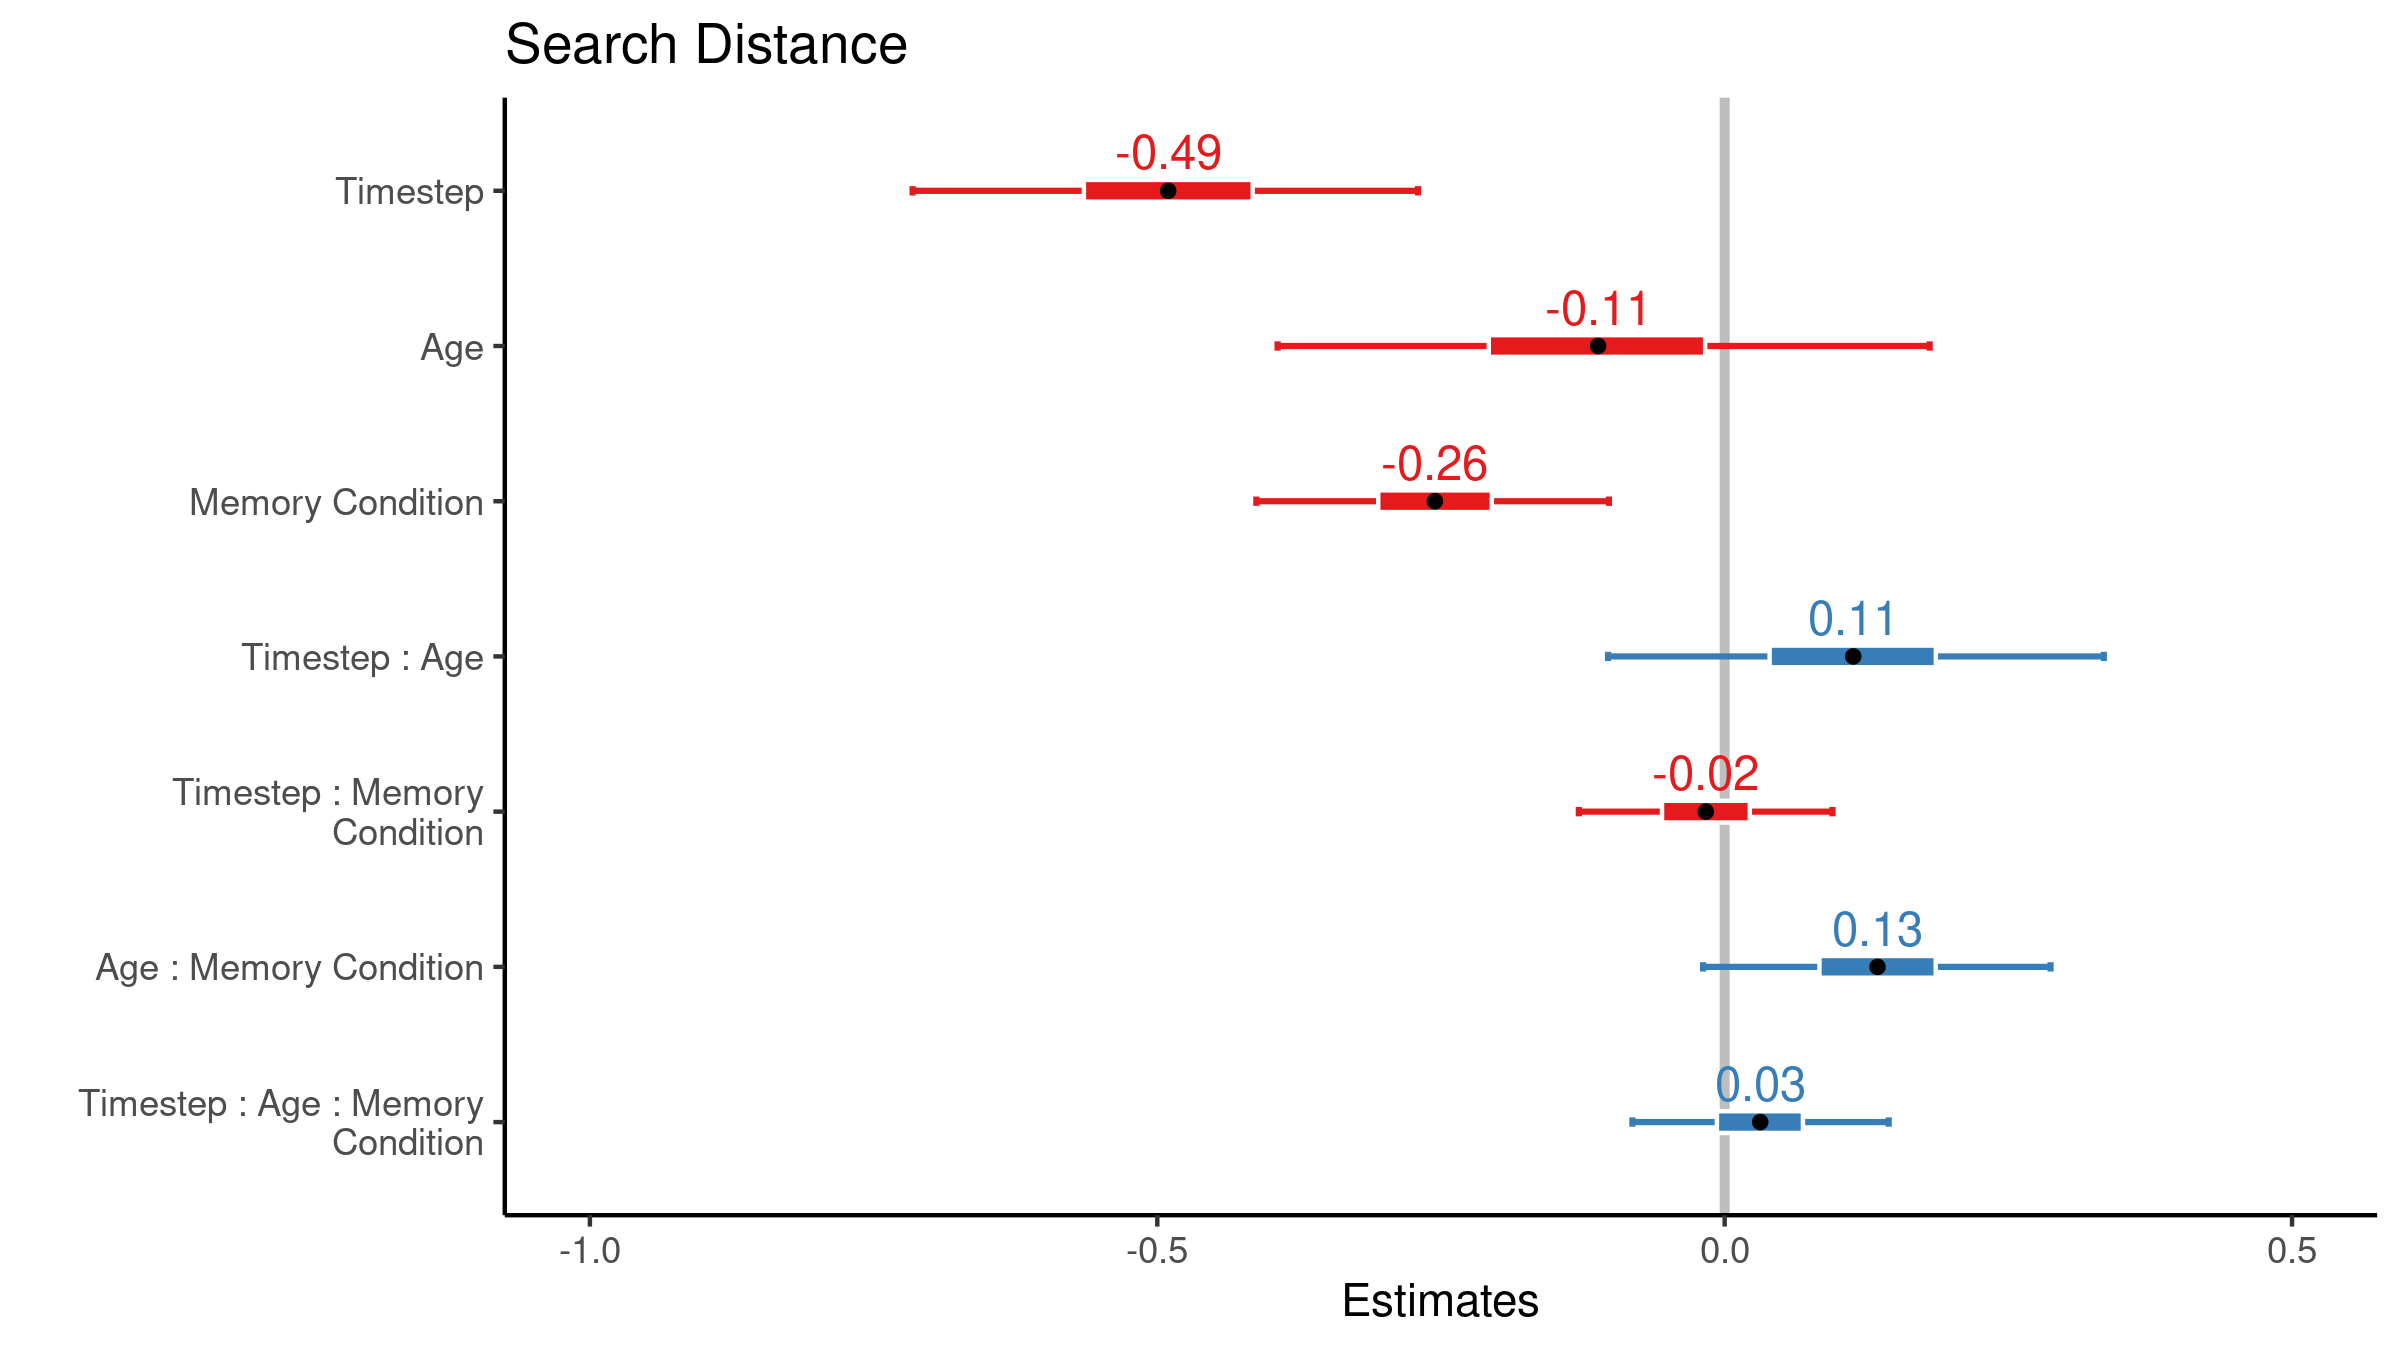 Search Distance
Timestep
-0.49
Age
-0.11
Memory Condition
-0.26
Timestep : Age
0.11
Timestep : Memory
Condition
-0.02
Age : Memory Condition
0.13
Timestep : Age : Memory
Condition
0.03
-1.0
-0.5
0.0
0.5
Estimates